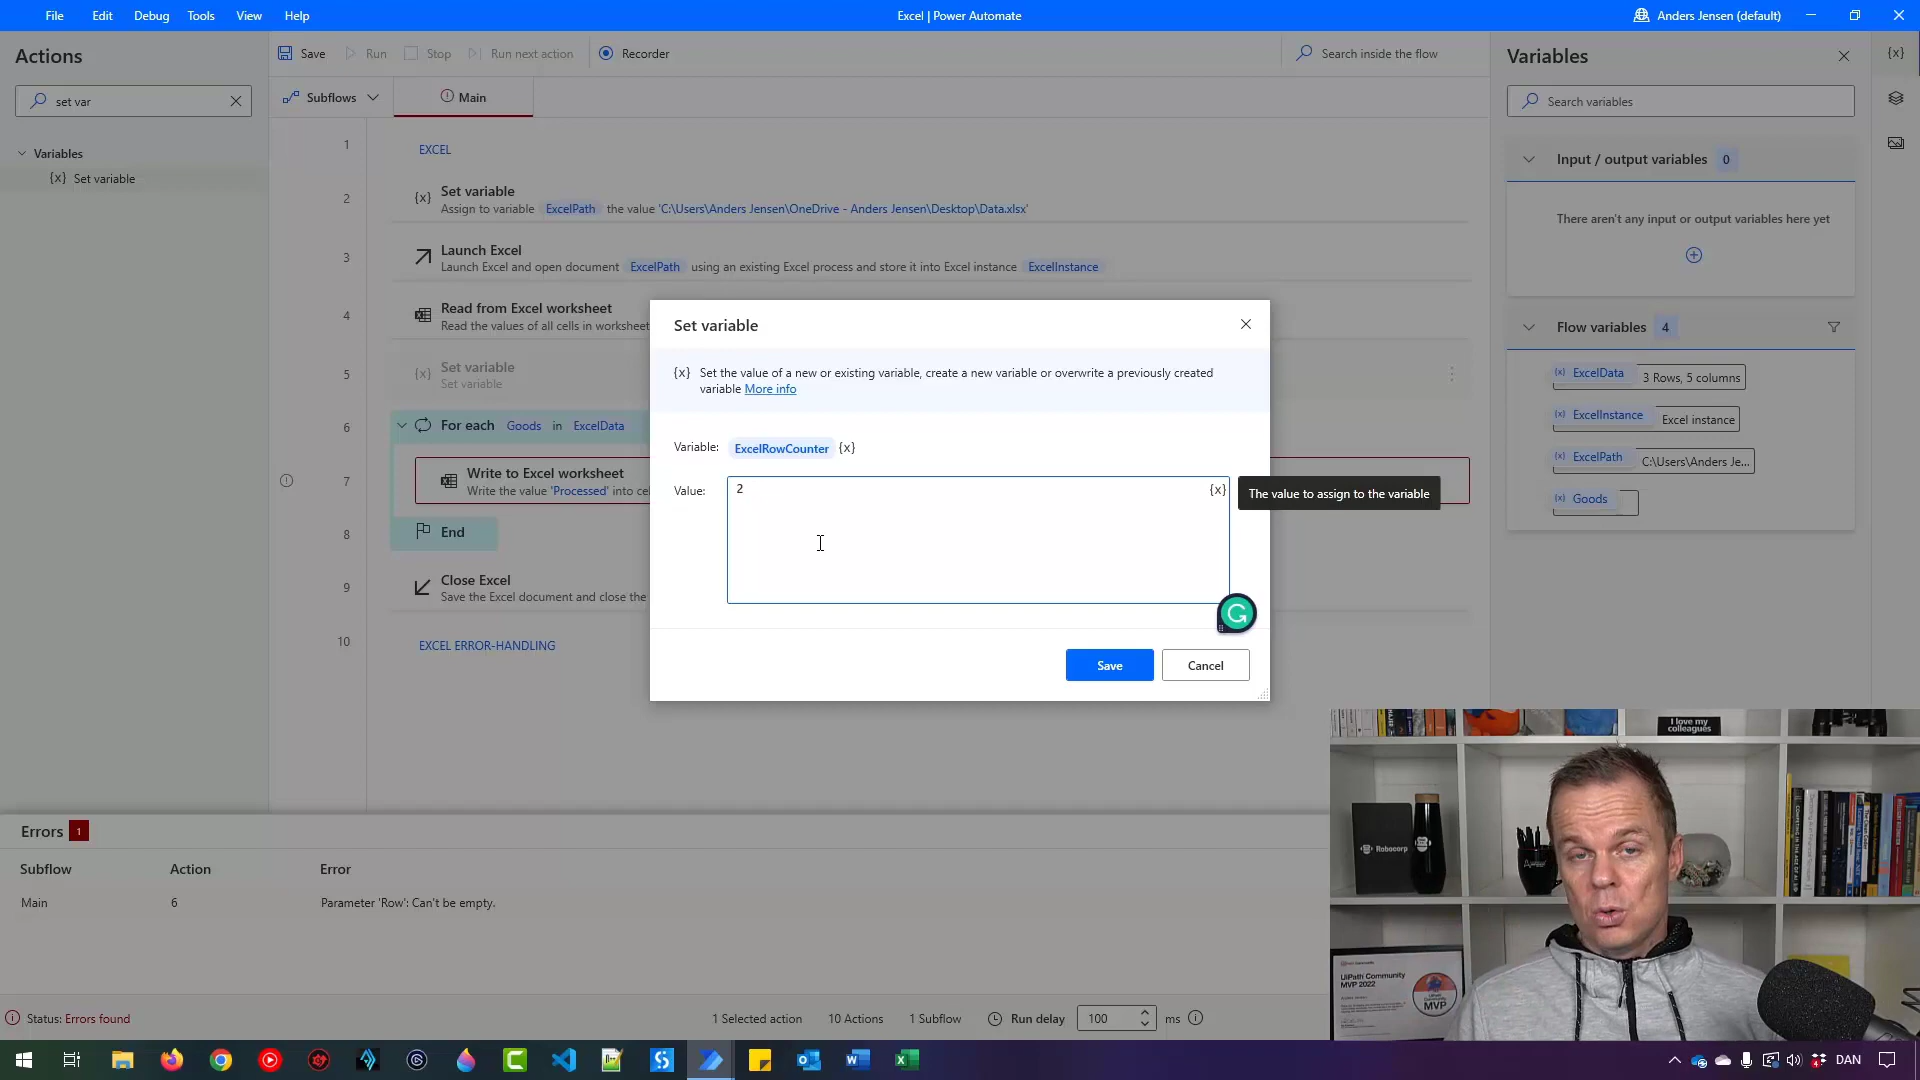 File Edit Debug Tools View Help
Excel | Power Automate
Anders Jensen (default)
Actions
set var
Variables
{x} Set variable
Save Run Stop Run next action Recorder
Search inside the flow
Subflows Main
1 EXCEL
2 {x} Set variable
Assign to variable ExcelPath the value 'C:\Users\Anders Jensen\OneDrive - Anders Jensen\Desktop\Data.xlsx'
3 Launch Excel
Launch Excel and open document ExcelPath using an existing Excel process and store it into Excel instance ExcelInstance
4 Read from Excel worksheet
Read the values of all cells in worksheet
5 {x} Set variable
Set variable
6 For each Goods in ExcelData
7 Write to Excel worksheet
Write the value 'Processed' into cel
8 End
9 Close Excel
Save the Excel document and close the
10 EXCEL ERROR-HANDLING
Set variable
{x} Set the value of a new or existing variable, create a new variable or overwrite a previously created
variable More info
Variable: ExcelRowCounter {x}
Value: 2 {x}
The value to assign to the variable
Save Cancel
Variables
{x}
Search variables
Input / output variables 0
There aren't any input or output variables here yet
Flow variables 4
(x) ExcelData 3 Rows, 5 columns
(x) ExcelInstance Excel instance
(x) ExcelPath C:\Users\Anders Je...
(x) Goods
Errors 1
Subflow Action Error
Main 6 Parameter 'Row': Can't be empty.
Status: Errors found
1 Selected action 10 Actions 1 Subflow Run delay 100 ms
I love my
colleagues
Robocorp
UiPath Community
MVP 2022
MVP
DAN